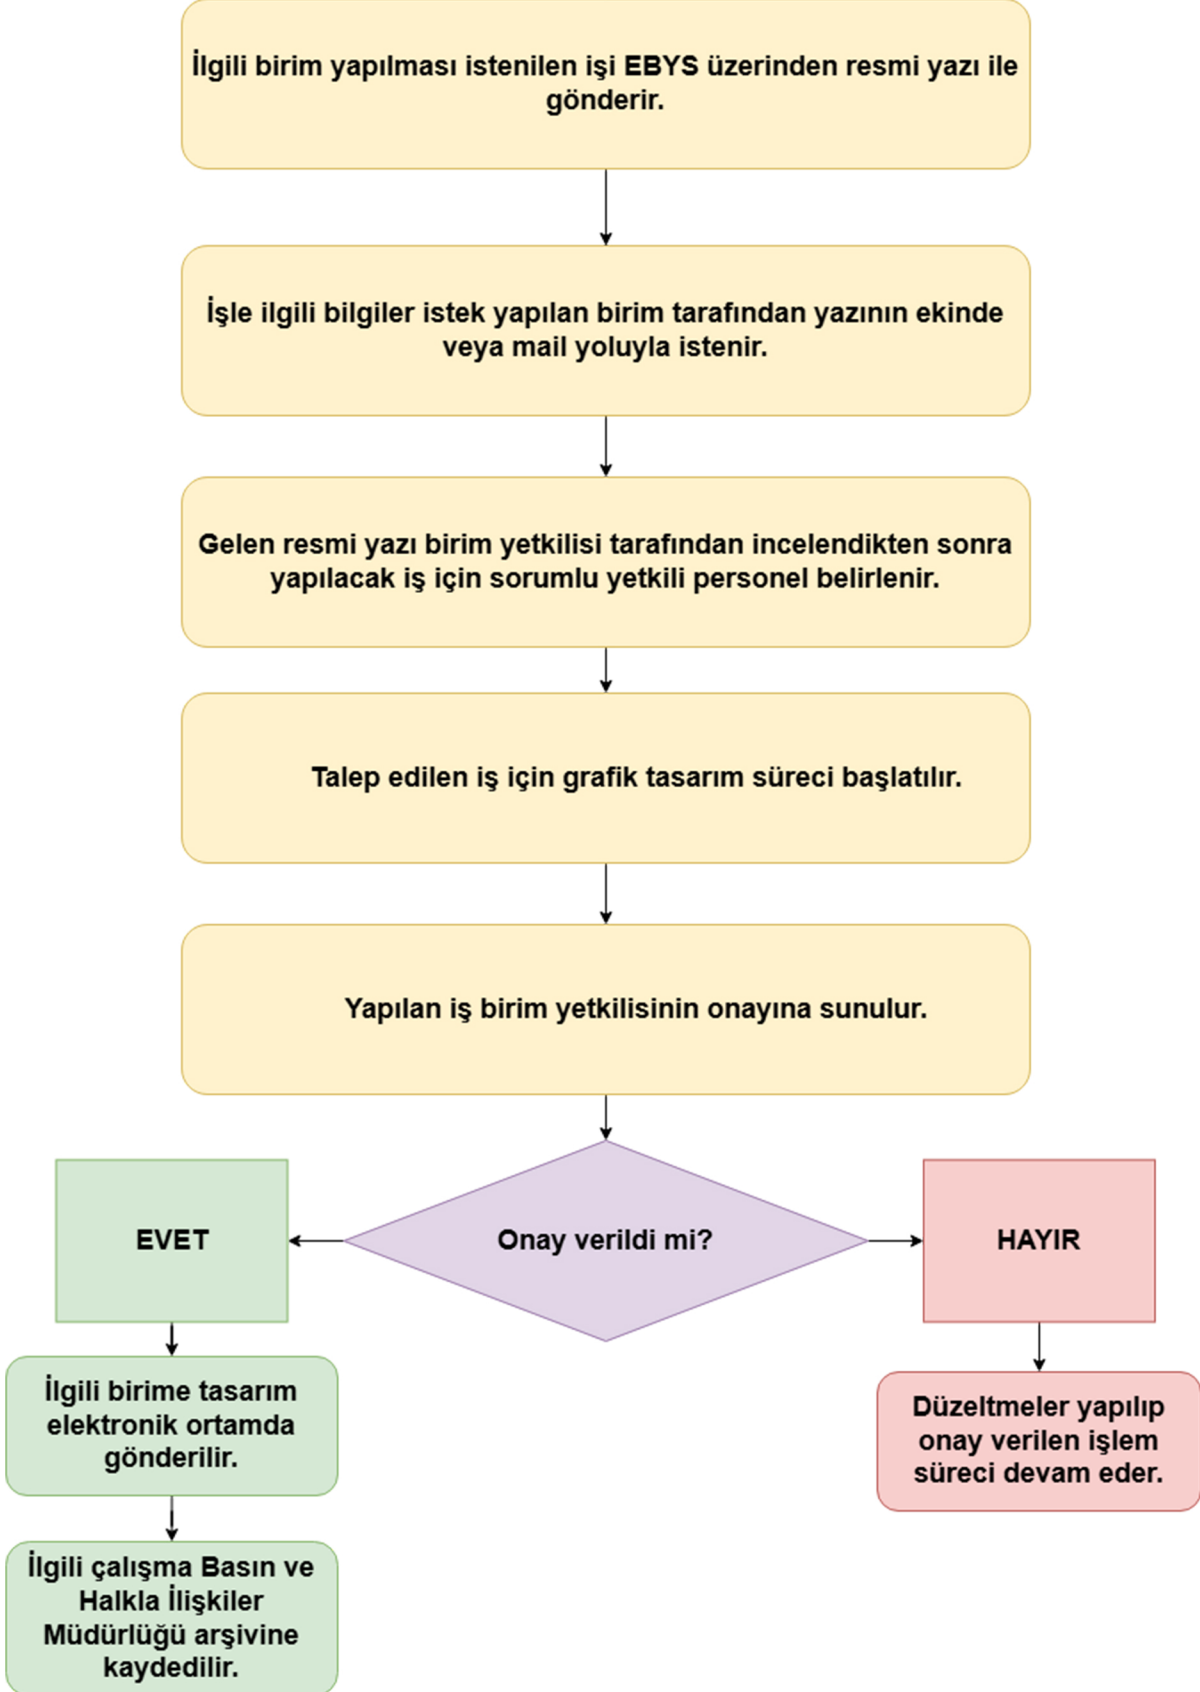 İlgili birim yapılması istenilen işi EBYS üzerinden resmi yazı ile
gönderir.
İşle ilgili bilgiler istek yapılan birim tarafından yazının ekinde
veya mail yoluyla istenir.
Gelen resmi yazı birim yetkilisi tarafından incelendikten sonra
yapılacak iş için sorumlu yetkili personel belirlenir.
Talep edilen iş için grafik tasarım süreci başlatılır.
Yapılan iş birim yetkilisinin onayına sunulur.
EVET
Onay verildi mi?
HAYIR
İlgili birime tasarım
elektronik ortamda
gönderilir.
Düzeltmeler yapılıp
onay verilen işlem
süreci devam eder.
İlgili çalışma Basın ve
Halkla İlişkiler
Müdürlüğü arşivine
kaydedilir.